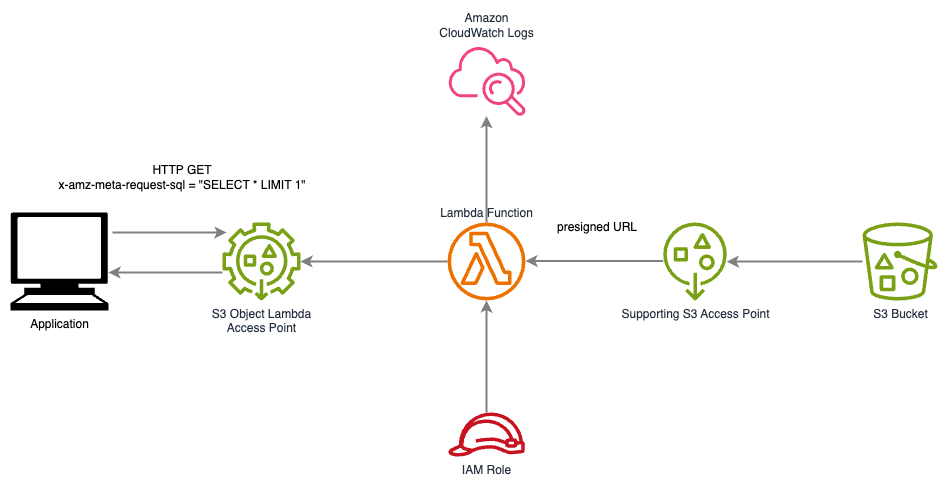 Amazon
CloudWatch Logs
HTTP GET
x-amz-meta-request-sql = "SELECT * LIMIT 1"
Lambda Function
presigned URL
Application
S3 Object Lambda
Access Point
Supporting S3 Access Point
S3 Bucket
IAM Role